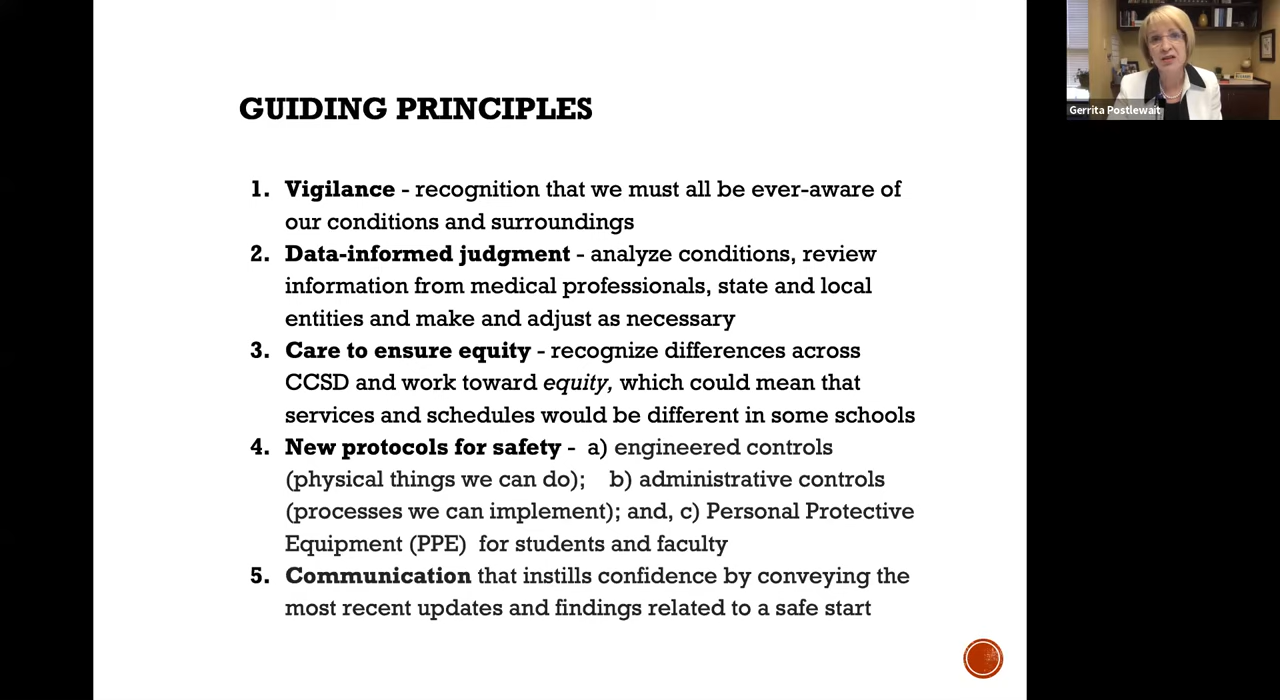 GUIDING PRINCIPLES
1. Vigilance - recognition that we must all be ever-aware of
our conditions and surroundings
2. Data-informed judgment - analyze conditions, review
information from medical professionals, state and local
entities and make and adjust as necessary
3. Care to ensure equity - recognize differences across
CCSD and work toward equity, which could mean that
services and schedules would be different in some schools
4. New protocols for safety - a) engineered controls
(physical things we can do); b) administrative controls
(processes we can implement); and, c) Personal Protective
Equipment (PPE) for students and faculty
5. Communication that instills confidence by conveying the
most recent updates and findings related to a safe start
Gerrita Postlewait